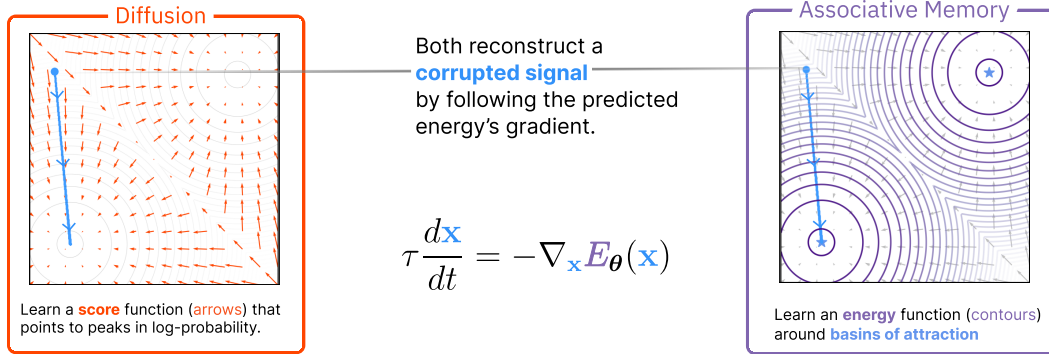 Diffusion
Learn a score function (arrows) that
points to peaks in log-probability.
Both reconstruct a
corrupted signal
by following the predicted
energy's gradient.
τ dx/dt = −∇ₓE_θ(x)
Associative Memory
Learn an energy function (contours)
around basins of attraction